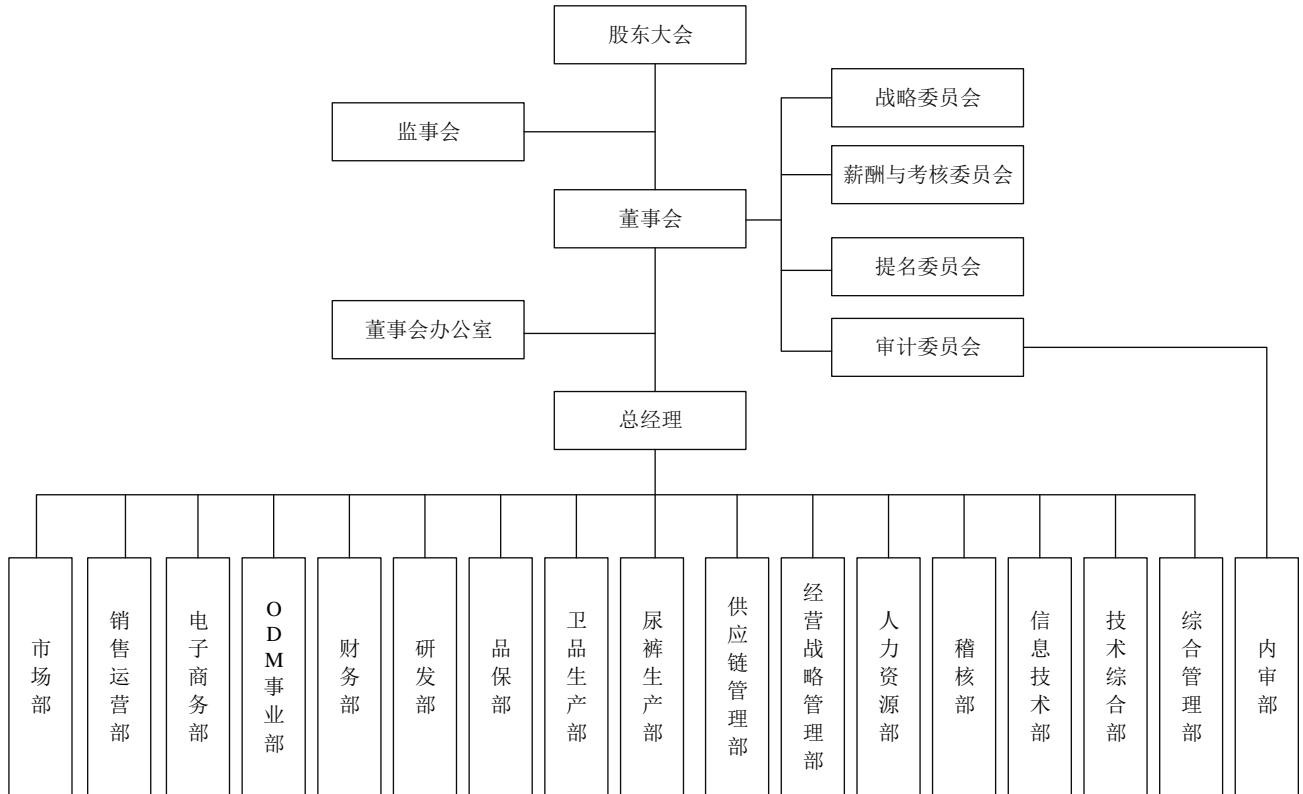 股东大会
战略委员会
监事会
薪酬与考核委员会
董事会
提名委员会
董事会办公室
审计委员会
总经理
市场部
销售运营部
电子商务部
ODM事业部
财务部
研发部
品保部
卫品生产部
尿裤生产部
供应链管理部
经营战略管理部
人力资源部
稽核部
信息技术部
技术综合部
综合管理部
内审部